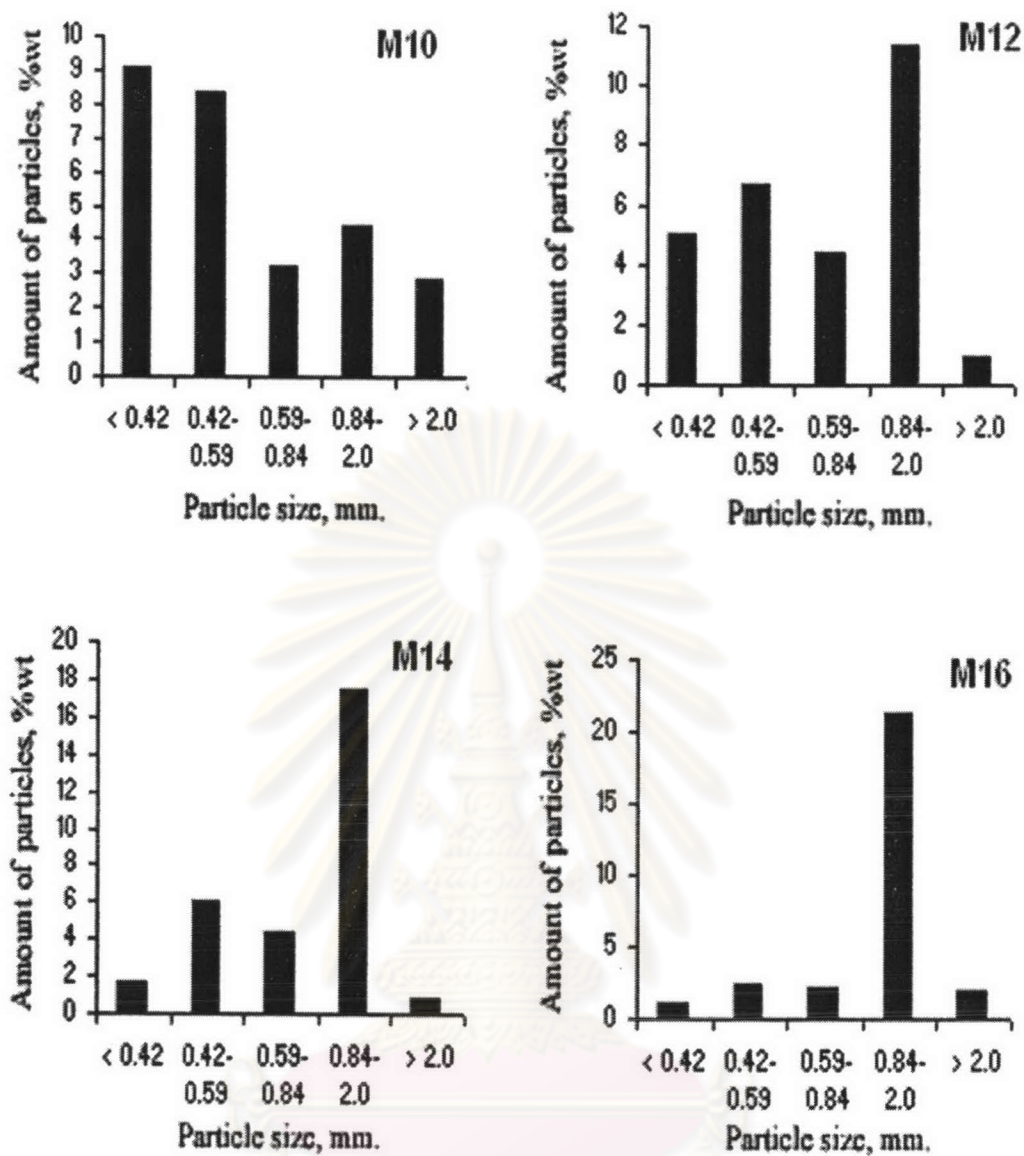 M10
Amount of particles, %wt
10
9
8
7
6
5
4
3
2
1
0
< 0.42 0.42- 0.59- 0.84- > 2.0
0.59 0.84 2.0
Particle size, mm.
M12
Amount of particles, %wt
12
10
8
6
4
2
0
< 0.42 0.42- 0.59- 0.84- > 2.0
0.59 0.84 2.0
Particle size, mm.
M14
Amount of particles, %wt
20
18
16
14
12
10
8
6
4
2
0
< 0.42 0.42- 0.59- 0.84- > 2.0
0.59 0.84 2.0
Particle size, mm.
M16
Amount of particles, %wt
25
20
15
10
5
0
< 0.42 0.42- 0.59- 0.84- > 2.0
0.59 0.84 2.0
Particle size, mm.